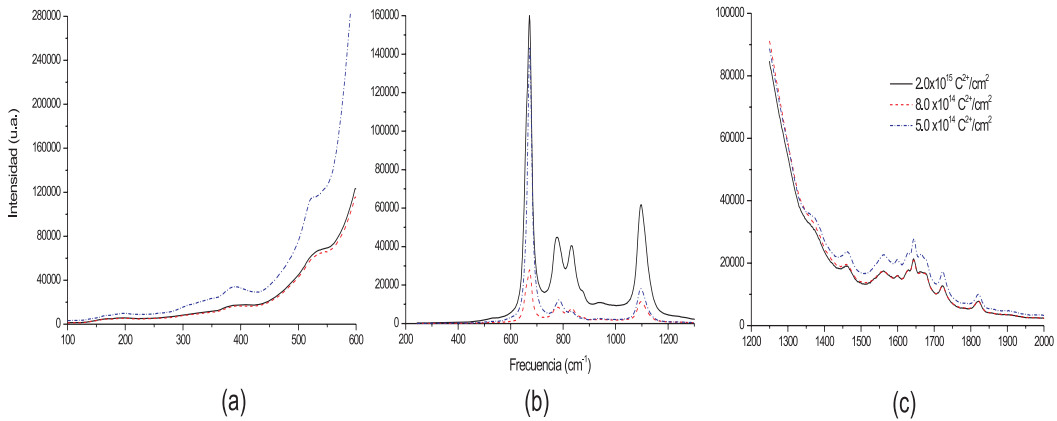 Intensidad (u.a.)
280000
240000
200000
160000
120000
80000
40000
0
100 200 300 400 500 600
(a)
160000
140000
120000
100000
80000
60000
40000
20000
0
200 400 600 800 1000 1200
Frecuencia (cm⁻¹)
(b)
100000
80000
60000
40000
20000
0
1200 1300 1400 1500 1600 1700 1800 1900 2000
2.0x10¹⁵ C²⁺/cm²
8.0 x10¹⁴ C²⁺/cm²
5.0 x10¹⁴ C²⁺/cm²
(c)